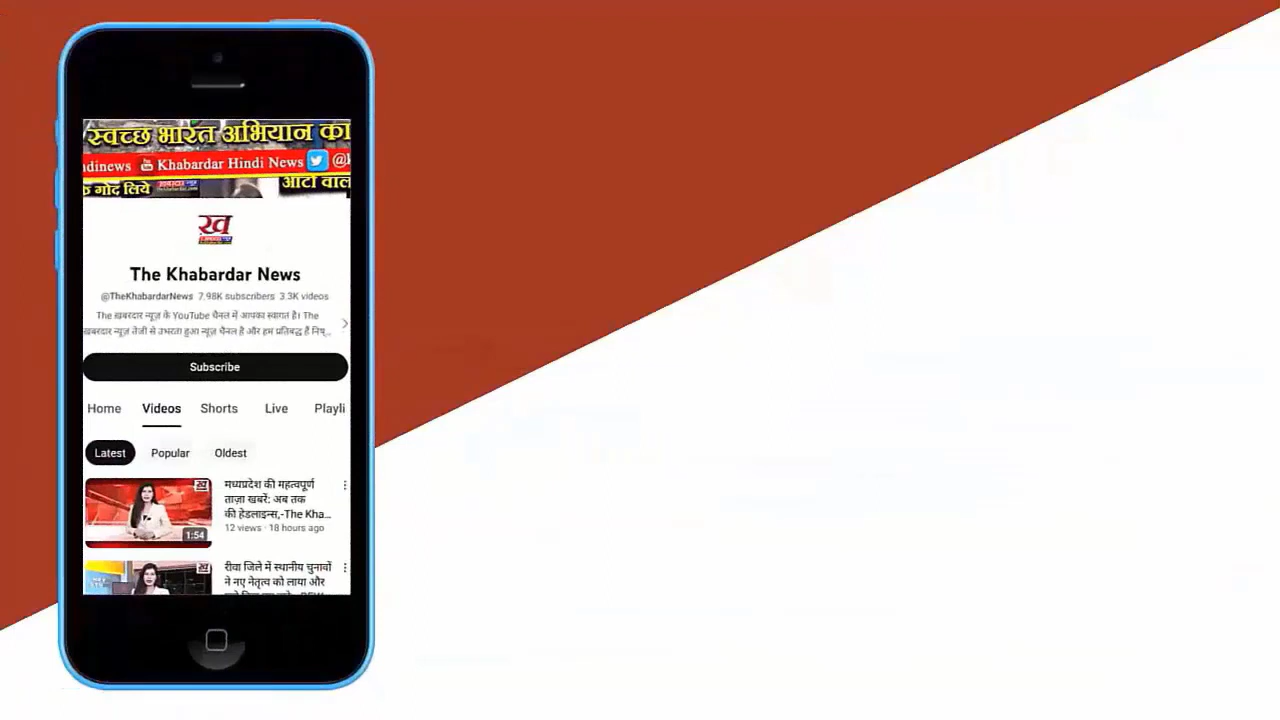 स्वच्छ भारत अभियान का
dinews Khabardar Hindi News @
गोद लिये
आटा वाल
ख
The Khabardar News
@TheKhabardarNews 7.98K subscribers 3.3K videos
The ख़बरदार न्यूज़ के YouTube चैनल में आपका स्वागत है। The
ख़बरदार न्यूज़ तेजी से उभरता हुआ न्यूज़ चैनल है और हम प्रतिबद्ध हैं निष्...
Subscribe
Home Videos Shorts Live Playli
Latest Popular Oldest
मध्यप्रदेश की महत्वपूर्ण
ताज़ा खबरें: अब तक
की हेडलाइन्स,-The Kha...
12 views · 18 hours ago
1:54
रीवा जिले में स्थानीय चुनावों
ने नए नेतृत्व को लाया और